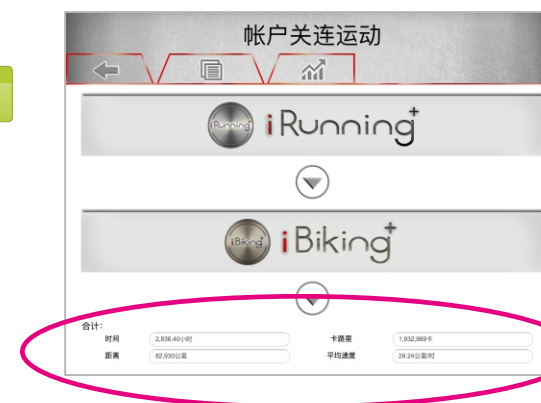 帐户关连运动
iRunning+
iRunning+
iBiking+
iBiking+
合计:
时间 2,836.40小时 卡路里 1,932,989卡
距离 82,930公里 平均速度 29.24公里/时